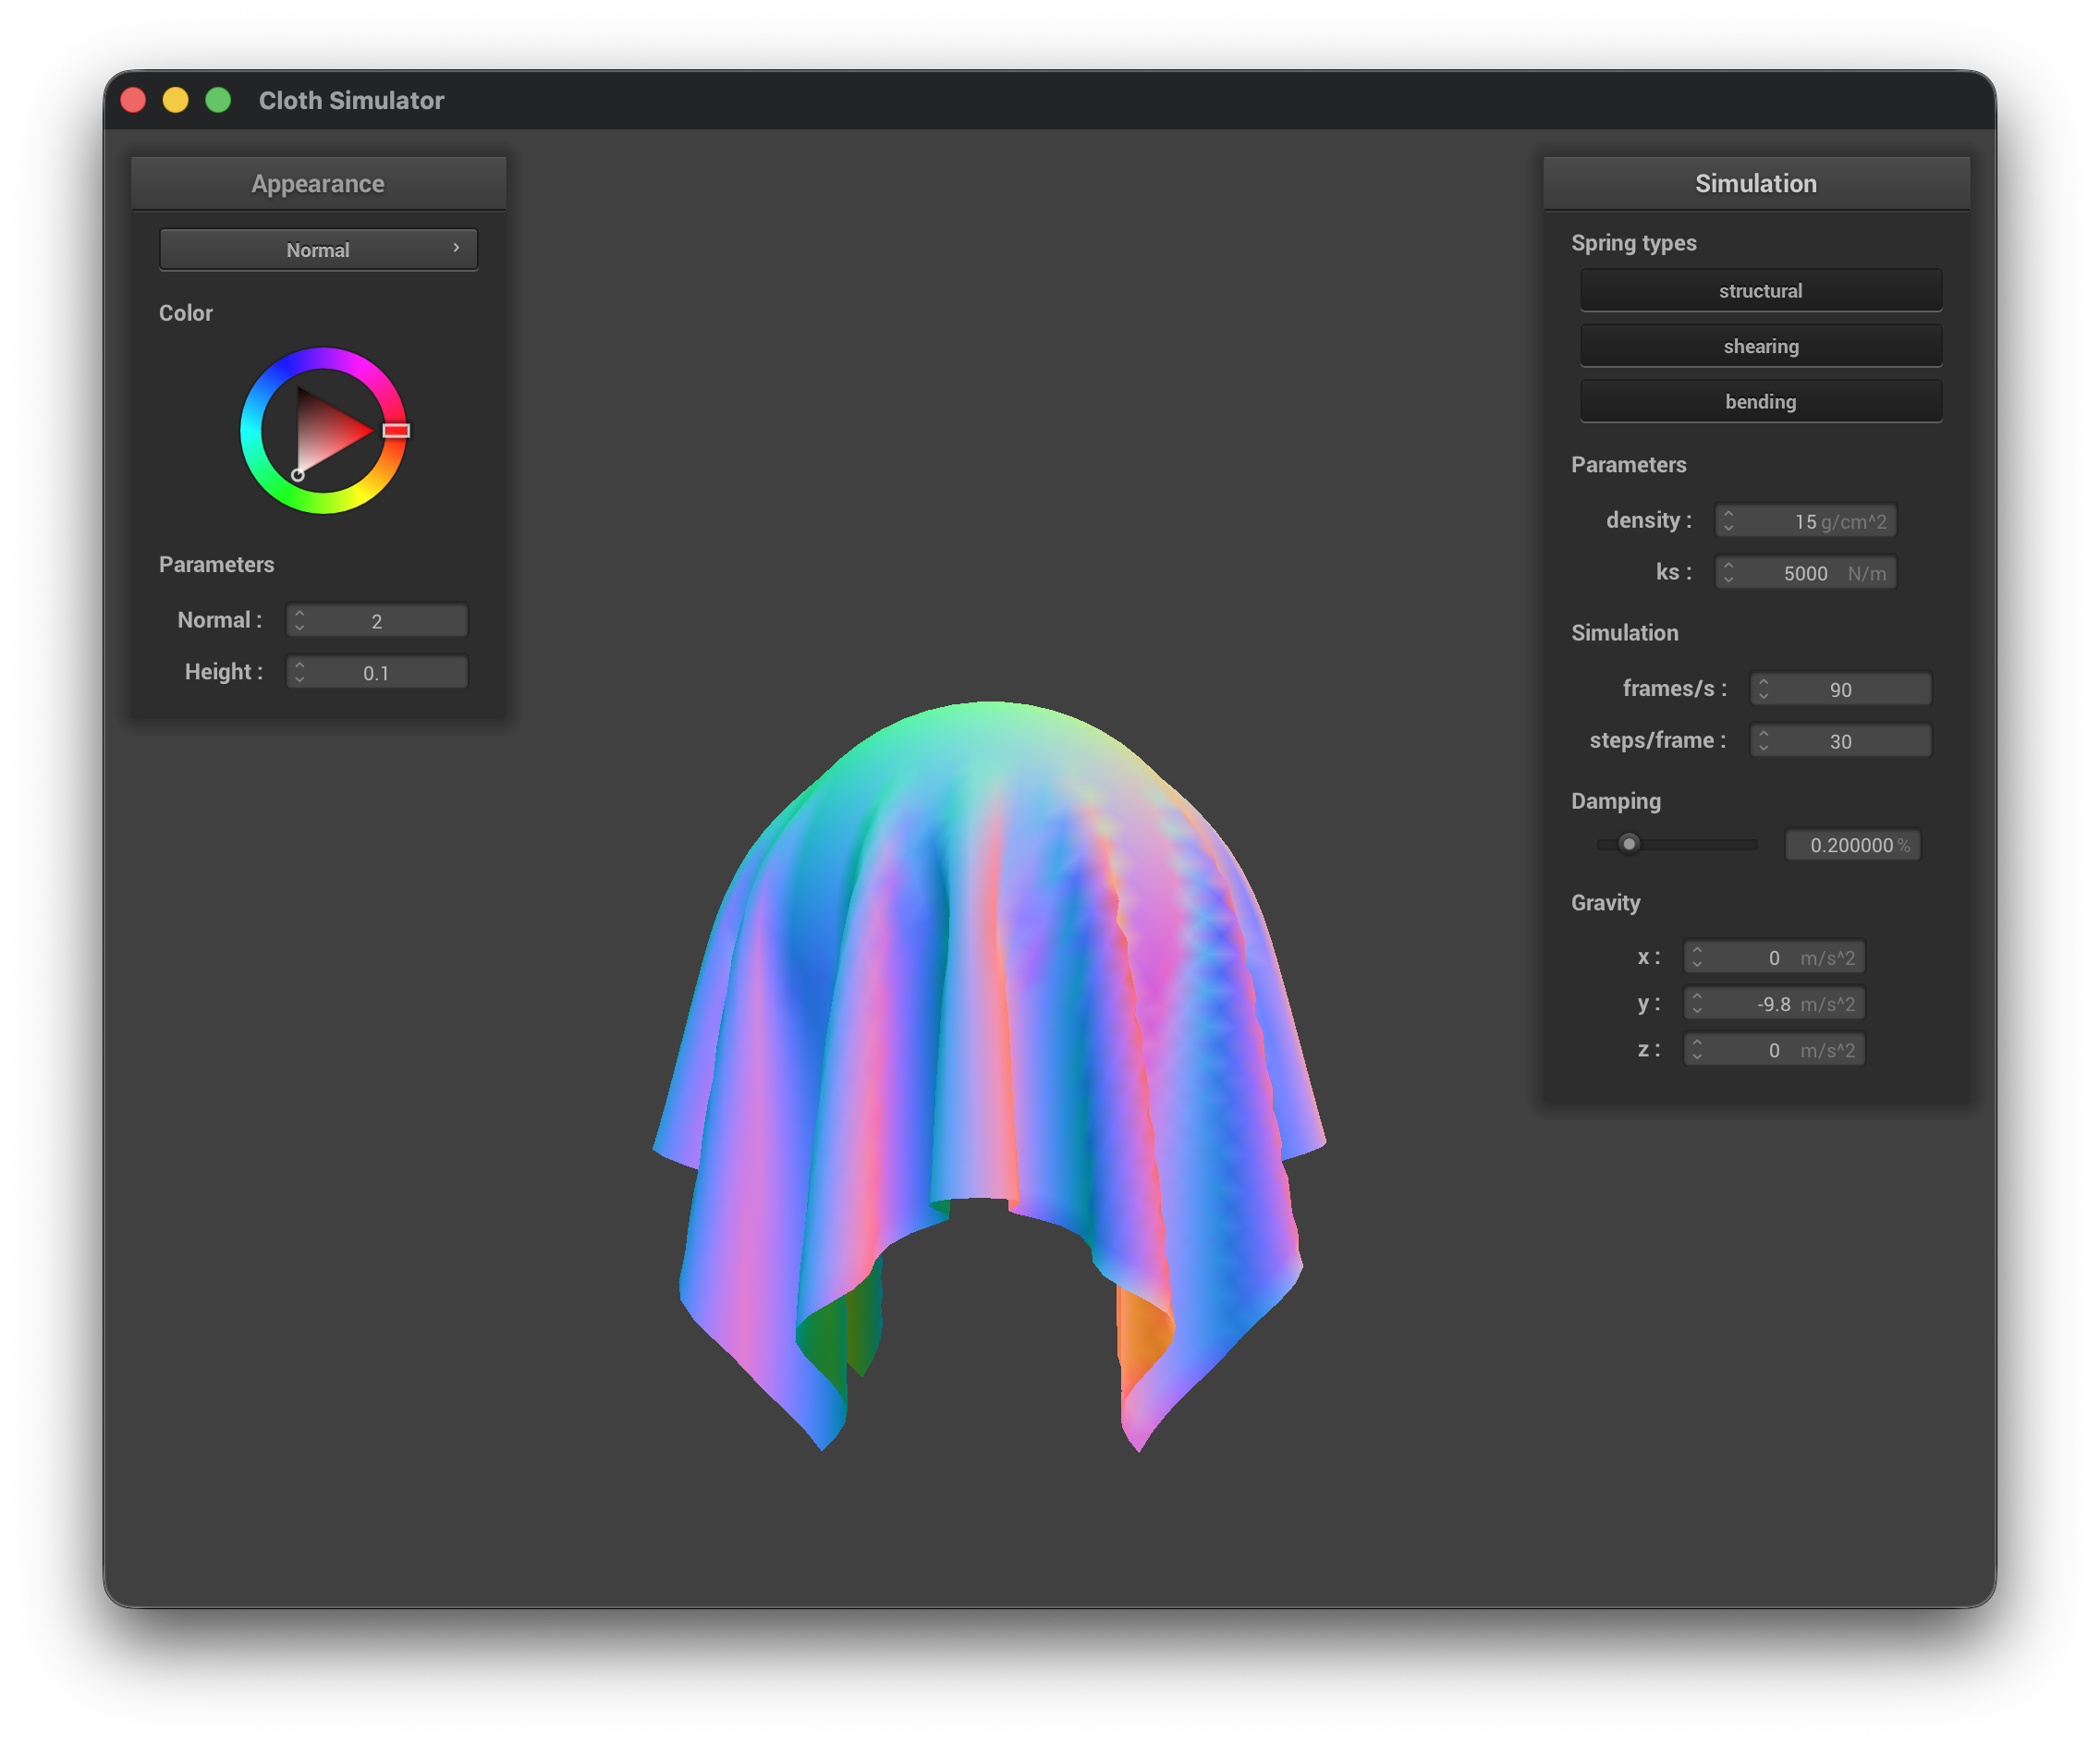 Cloth Simulator
Appearance
Normal
Color
Parameters
Normal : 2
Height : 0.1
Simulation
Spring types
structural
shearing
bending
Parameters
density : 15 g/cm^2
ks : 5000 N/m
Simulation
frames/s : 90
steps/frame : 30
Damping
0.200000 %
Gravity
x : 0 m/s^2
y : -9.8 m/s^2
z : 0 m/s^2